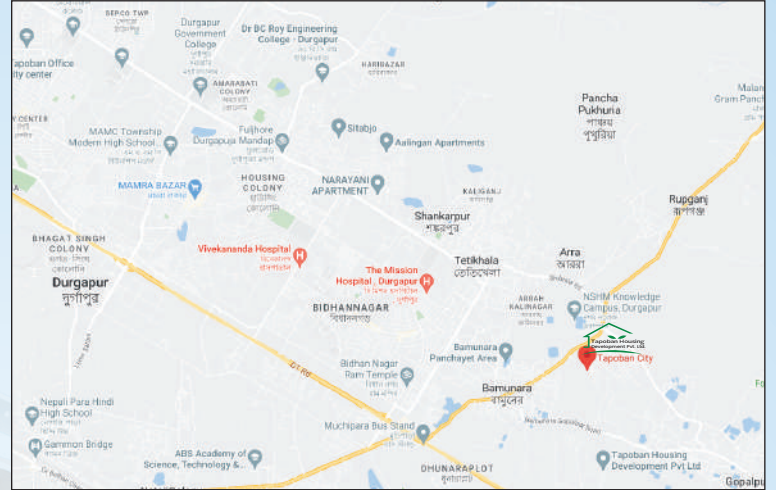 SEPCO TWP
Durgapur
Government
College
Dr BC Roy Engineering
College - Durgapur
apoban Office
ity center
HARIBAZAR
AMARABATI
COLONY
Pancha
Pukhuria
Malan
Gram Panch
Y CENTER
MAMC Township
Modern High School...
Fuljhore
Durgapuja Mandap
Sitabjo
Aalingan Apartments
MAMRA BAZAR
HOUSING
COLONY
NARAYANI
APARTMENT
KALIGANJ
Shankarpur
শঙ্করপুর
Rupganj
রূপগঞ্জ
BHAGAT SINGH
COLONY
Vivekananda Hospital
Tetikhala
তেতিখেলা
Arra
আররা
The Mission
Hospital, Durgapur
Durgapur
দুর্গাপুর
BIDHANNAGAR
বিধাননগর
ARRAH
KALINAGAR
NSHM Knowledge
Campus, Durgapur
Tapoban Housing
Development Pvt. Ltd.
Tapoban City
Bamunara
Panchayet Area
Bidhan Nagar
Ram Temple
Bamunara
Nepali Para Hindi
High School
Muchipara Bus Stand
Gammon Bridge
ABS Academy of
Science, Technology &...
DHUNARAPLOT
Tapoban Housing
Development Pvt Ltd
Gopalpu